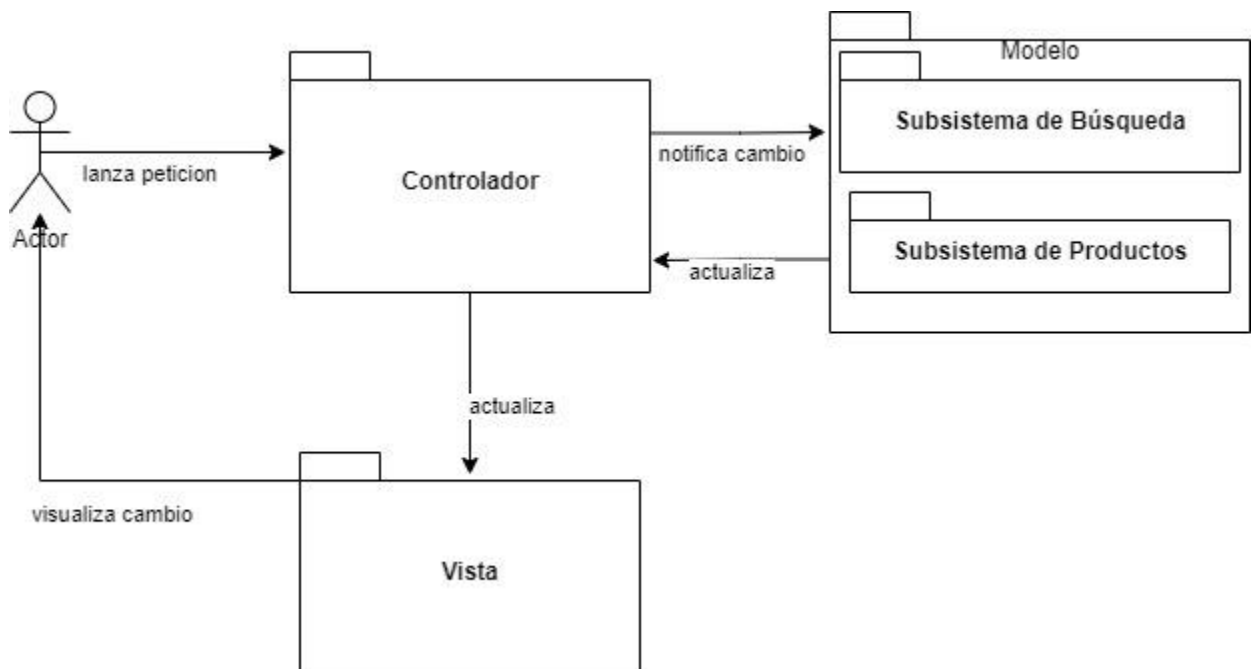 Modelo
Subsistema de Búsqueda
notifica cambio
lanza peticion
Controlador
Actor
Subsistema de Productos
actualiza
actualiza
visualiza cambio
Vista